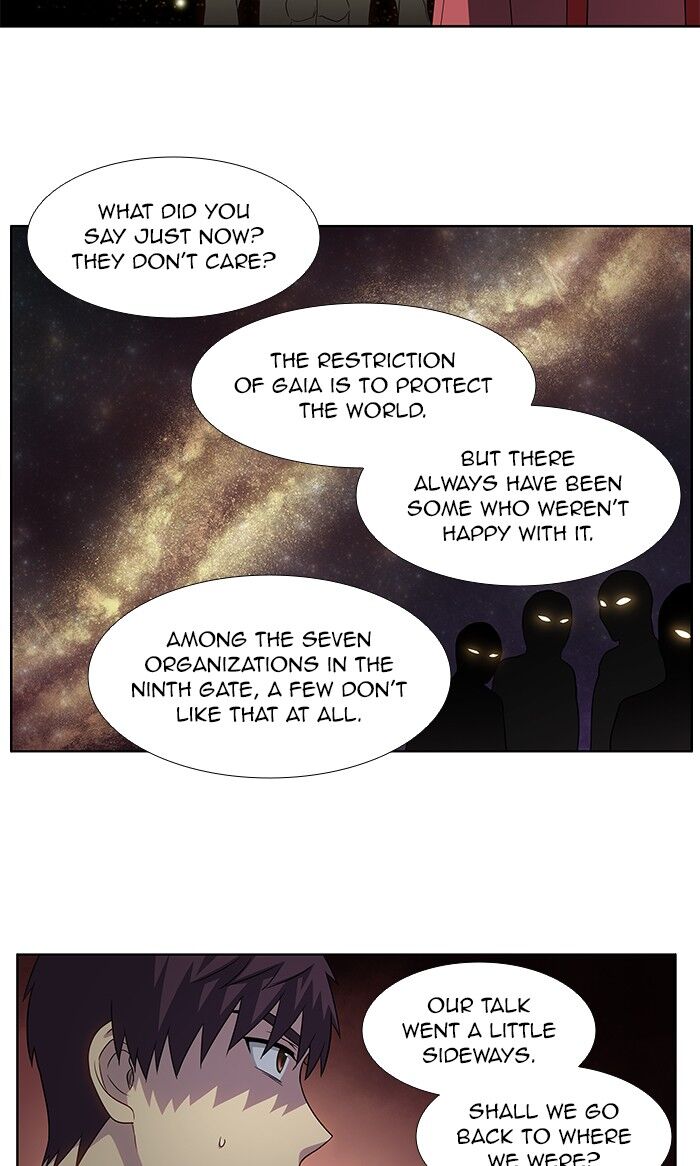 WHAT DID YOU
SAY JUST NOW?
THEY DON'T CARE?
THE RESTRICTION
OF GAIA IS TO PROTECT
THE WORLD.
BUT THERE
ALWAYS HAVE BEEN
SOME WHO WEREN'T
HAPPY WITH IT.
AMONG THE SEVEN
ORGANIZATIONS IN THE
NINTH GATE, A FEW DON'T
LIKE THAT AT ALL.
OUR TALK
WENT A LITTLE
SIDEWAYS.
SHALL WE GO
BACK TO WHERE
WE WERE?